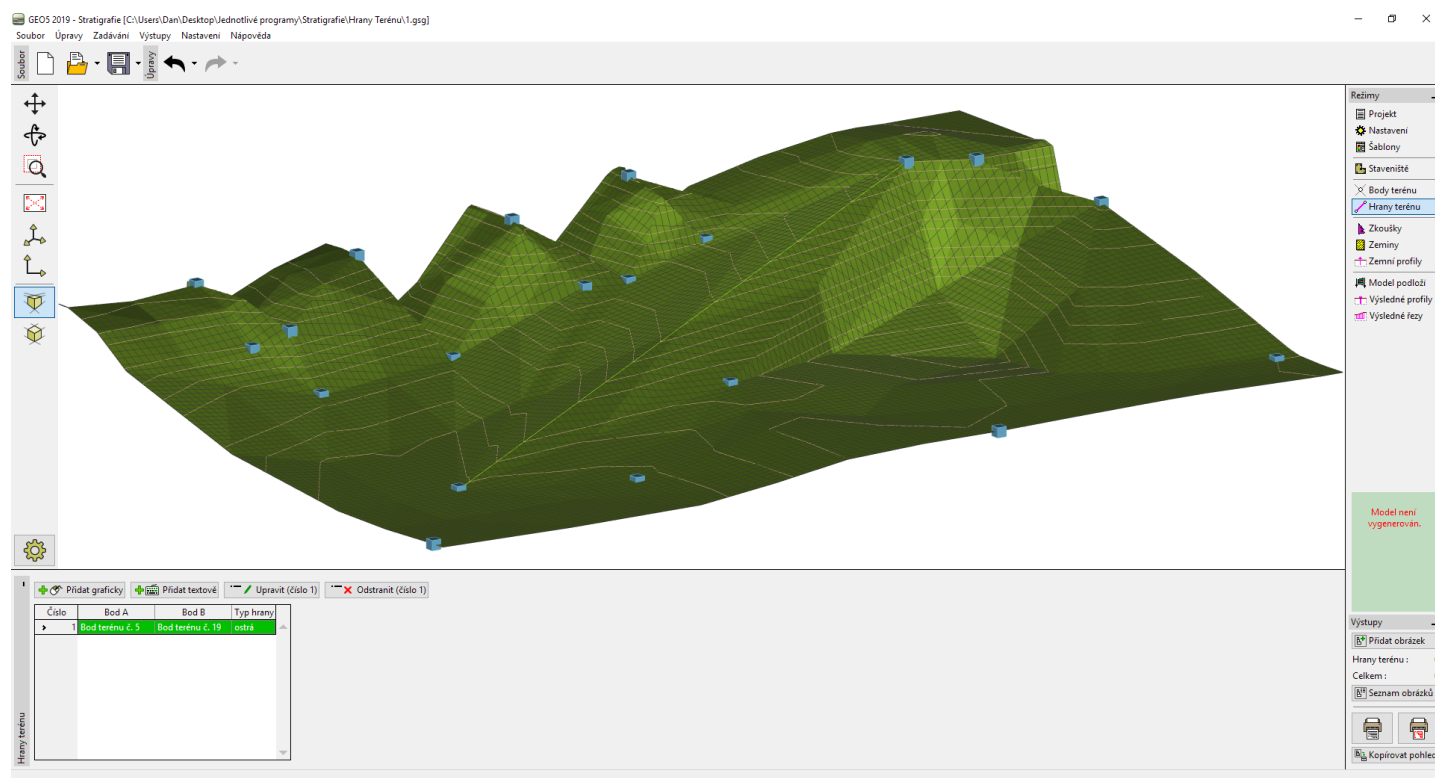 GEO5 2019 - Stratigrafie [C:\Users\Dan\Desktop\Jednotlivé programy\Stratigrafie\Hrany Terénu\1.gsg]
Soubor Úpravy Zadávání Výstupy Nastavení Nápověda
Soubor
Úpravy
Režimy
Projekt
Nastavení
Šablony
Staveniště
Body terénu
Hrany terénu
Zkoušky
Zeminy
Zemní profily
Model podloží
Výsledné profily
Výsledné řezy
Model není
vygenerován.
Hrany terénu
Přidat graficky Přidat textově Upravit (číslo 1) Odstranit (číslo 1)
Číslo Bod A Bod B Typ hrany
1 Bod terénu č. 5 Bod terénu č. 19 ostrá
Výstupy
Přidat obrázek
Hrany terénu :
Celkem :
Seznam obrázků
Kopírovat pohled